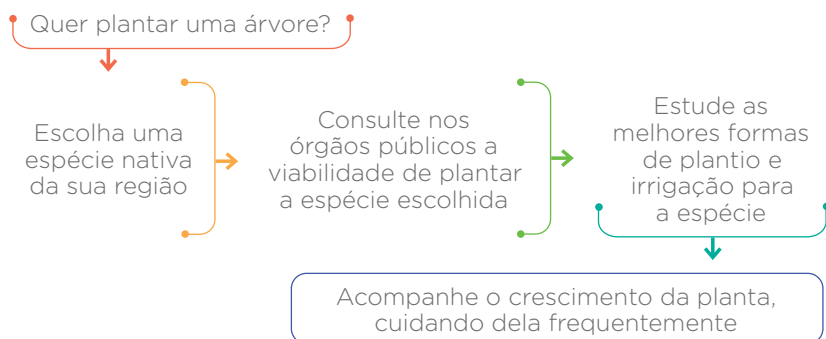 Quer plantar uma árvore?
Escolha uma
espécie nativa
da sua região
Consulte nos
órgãos públicos a
viabilidade de plantar
a espécie escolhida
Estude as
melhores formas
de plantio e
irrigação para
a espécie
Acompanhe o crescimento da planta,
cuidando dela frequentemente